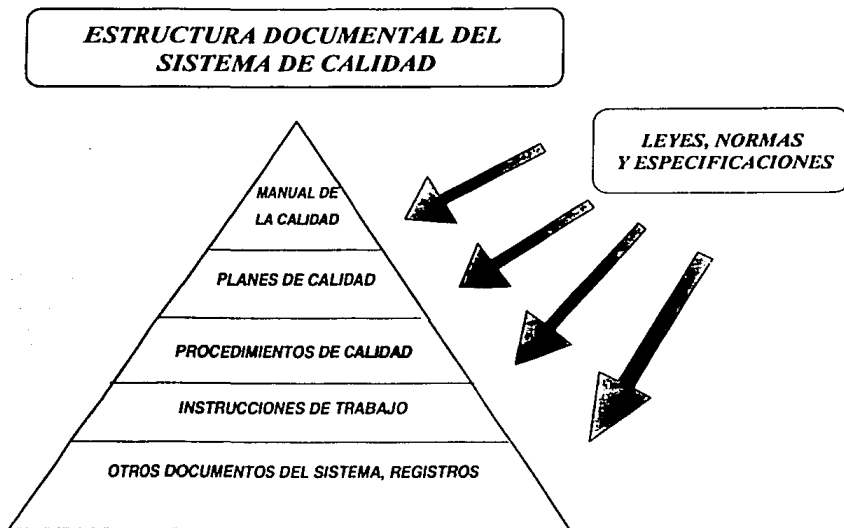 ESTRUCTURA DOCUMENTAL DEL
SISTEMA DE CALIDAD
LEYES, NORMAS
Y ESPECIFICACIONES
MANUAL DE
LA CALIDAD
PLANES DE CALIDAD
PROCEDIMIENTOS DE CALIDAD
INSTRUCCIONES DE TRABAJO
OTROS DOCUMENTOS DEL SISTEMA, REGISTROS